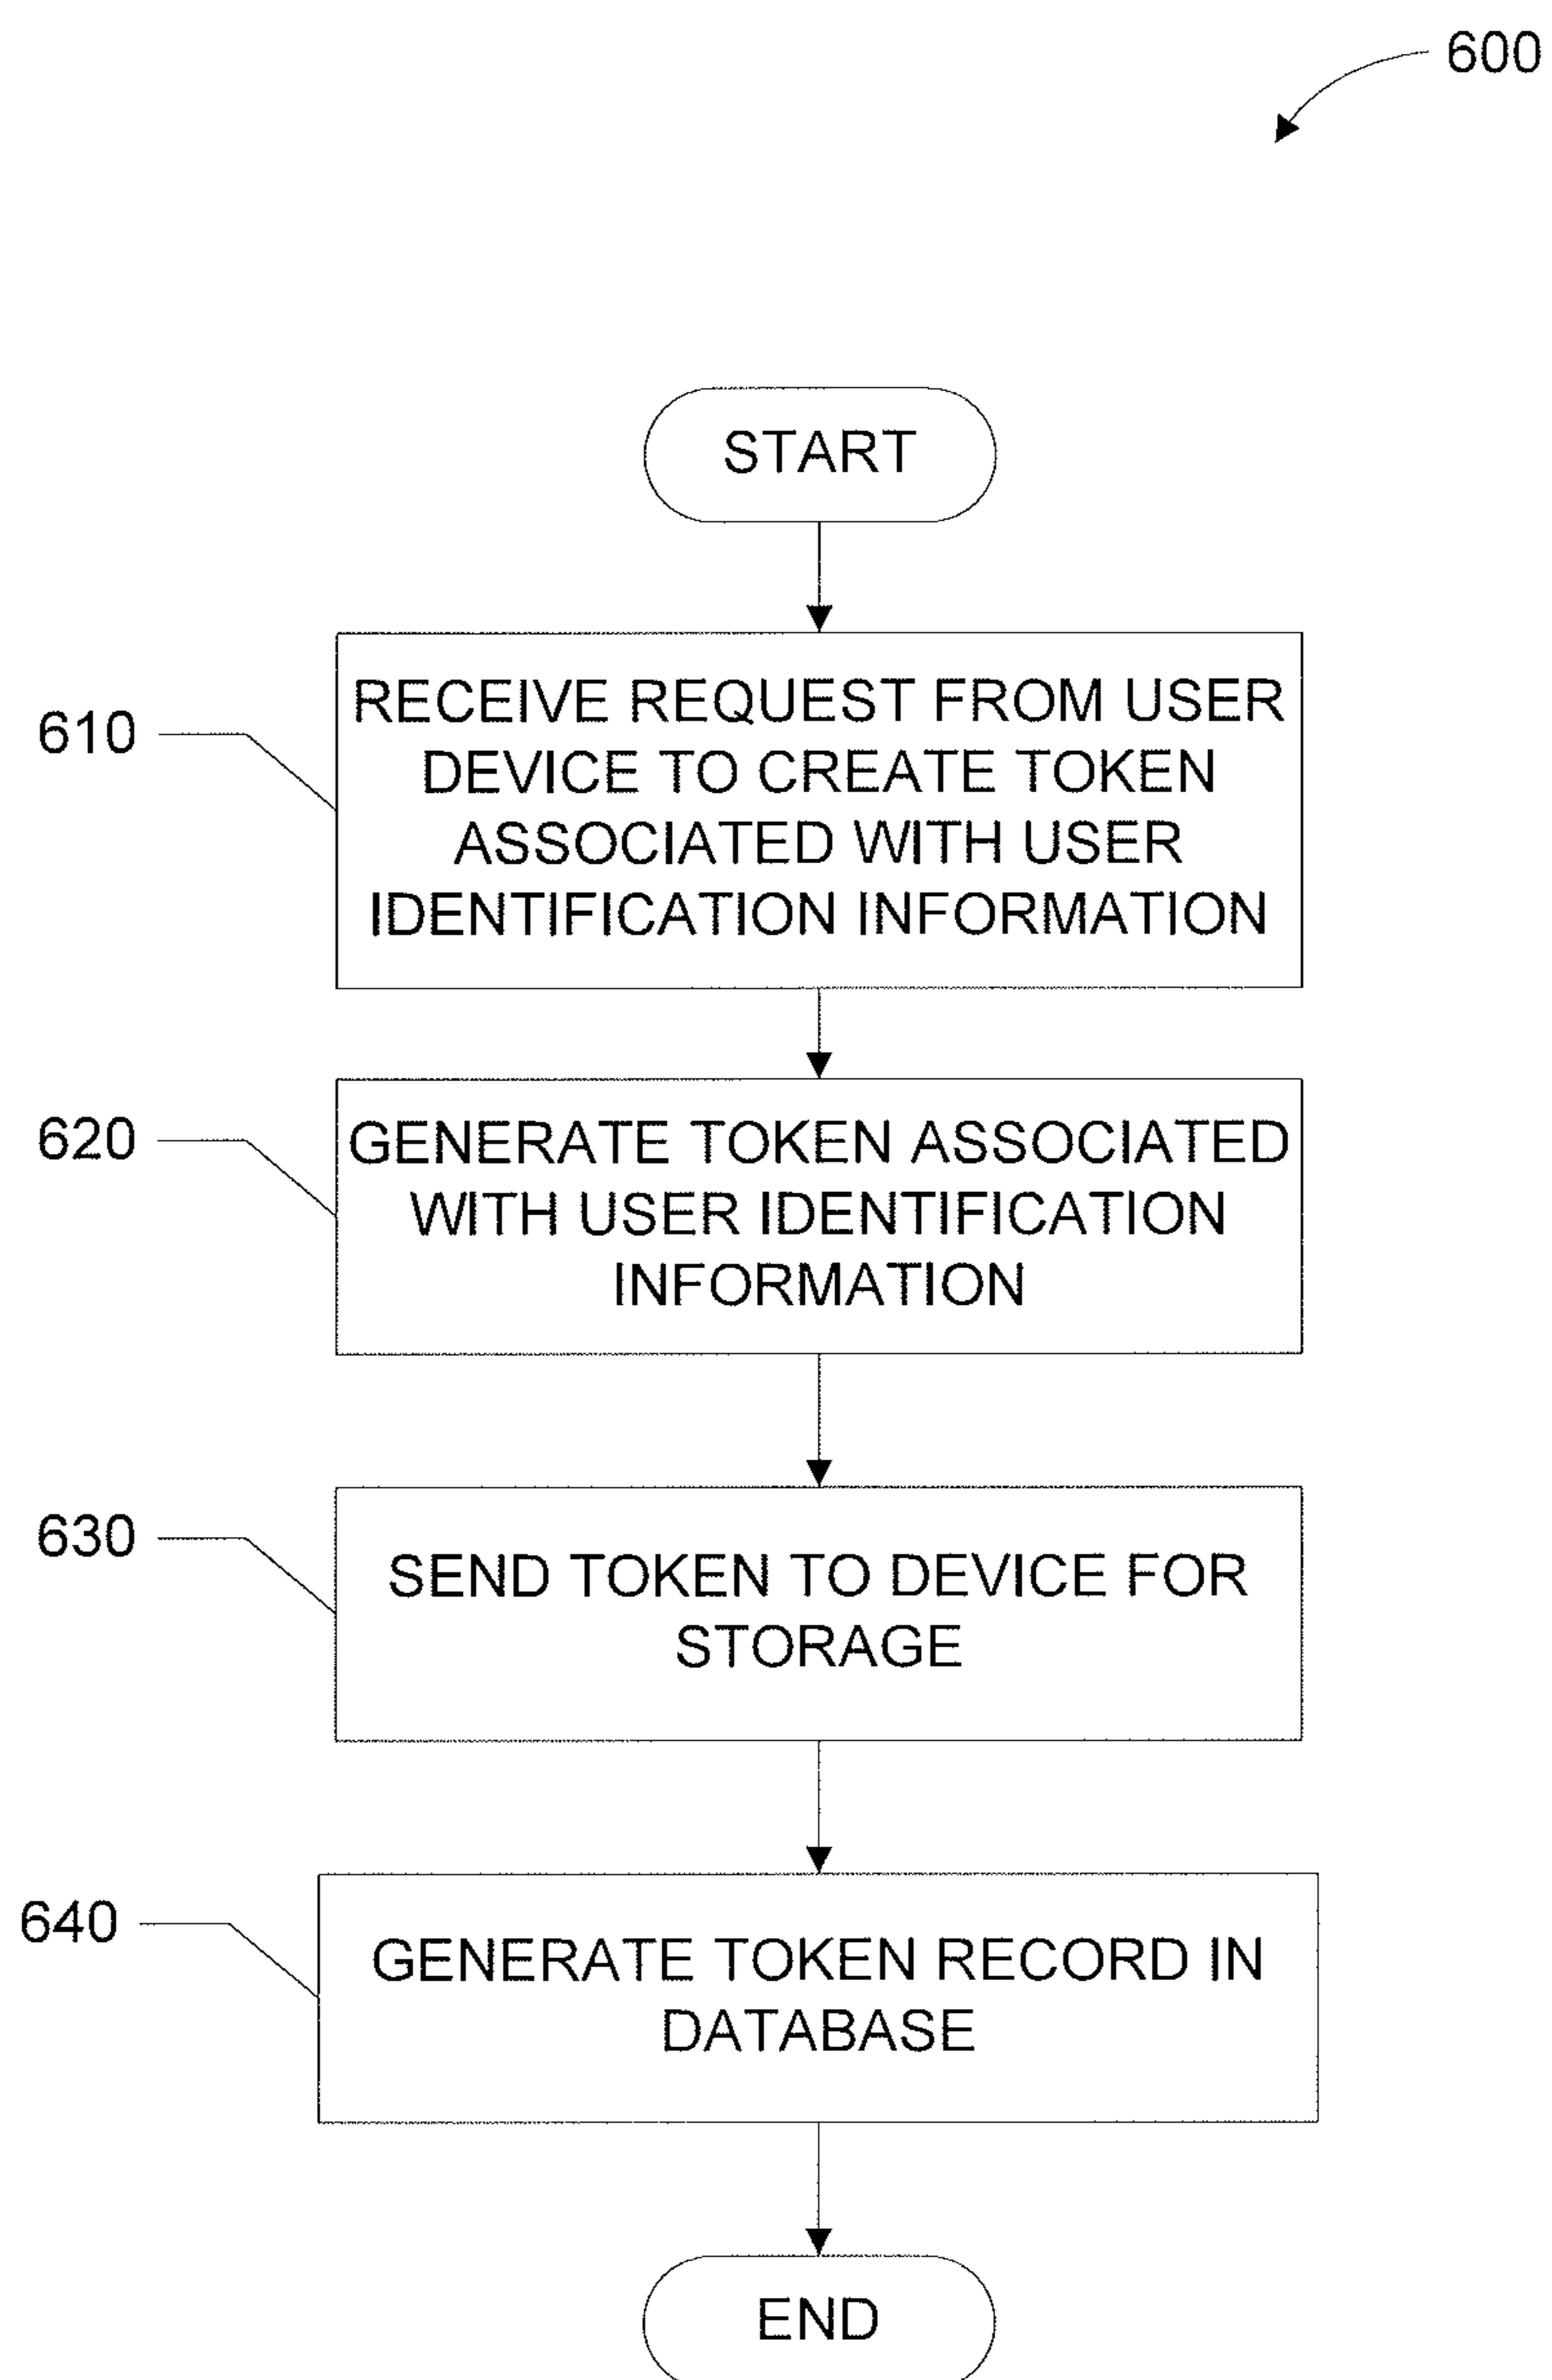 600
START
610
RECEIVE REQUEST FROM USER
DEVICE TO CREATE TOKEN
ASSOCIATED WITH USER
IDENTIFICATION INFORMATION
620
GENERATE TOKEN ASSOCIATED
WITH USER IDENTIFICATION
INFORMATION
630
SEND TOKEN TO DEVICE FOR
STORAGE
640
GENERATE TOKEN RECORD IN
DATABASE
END